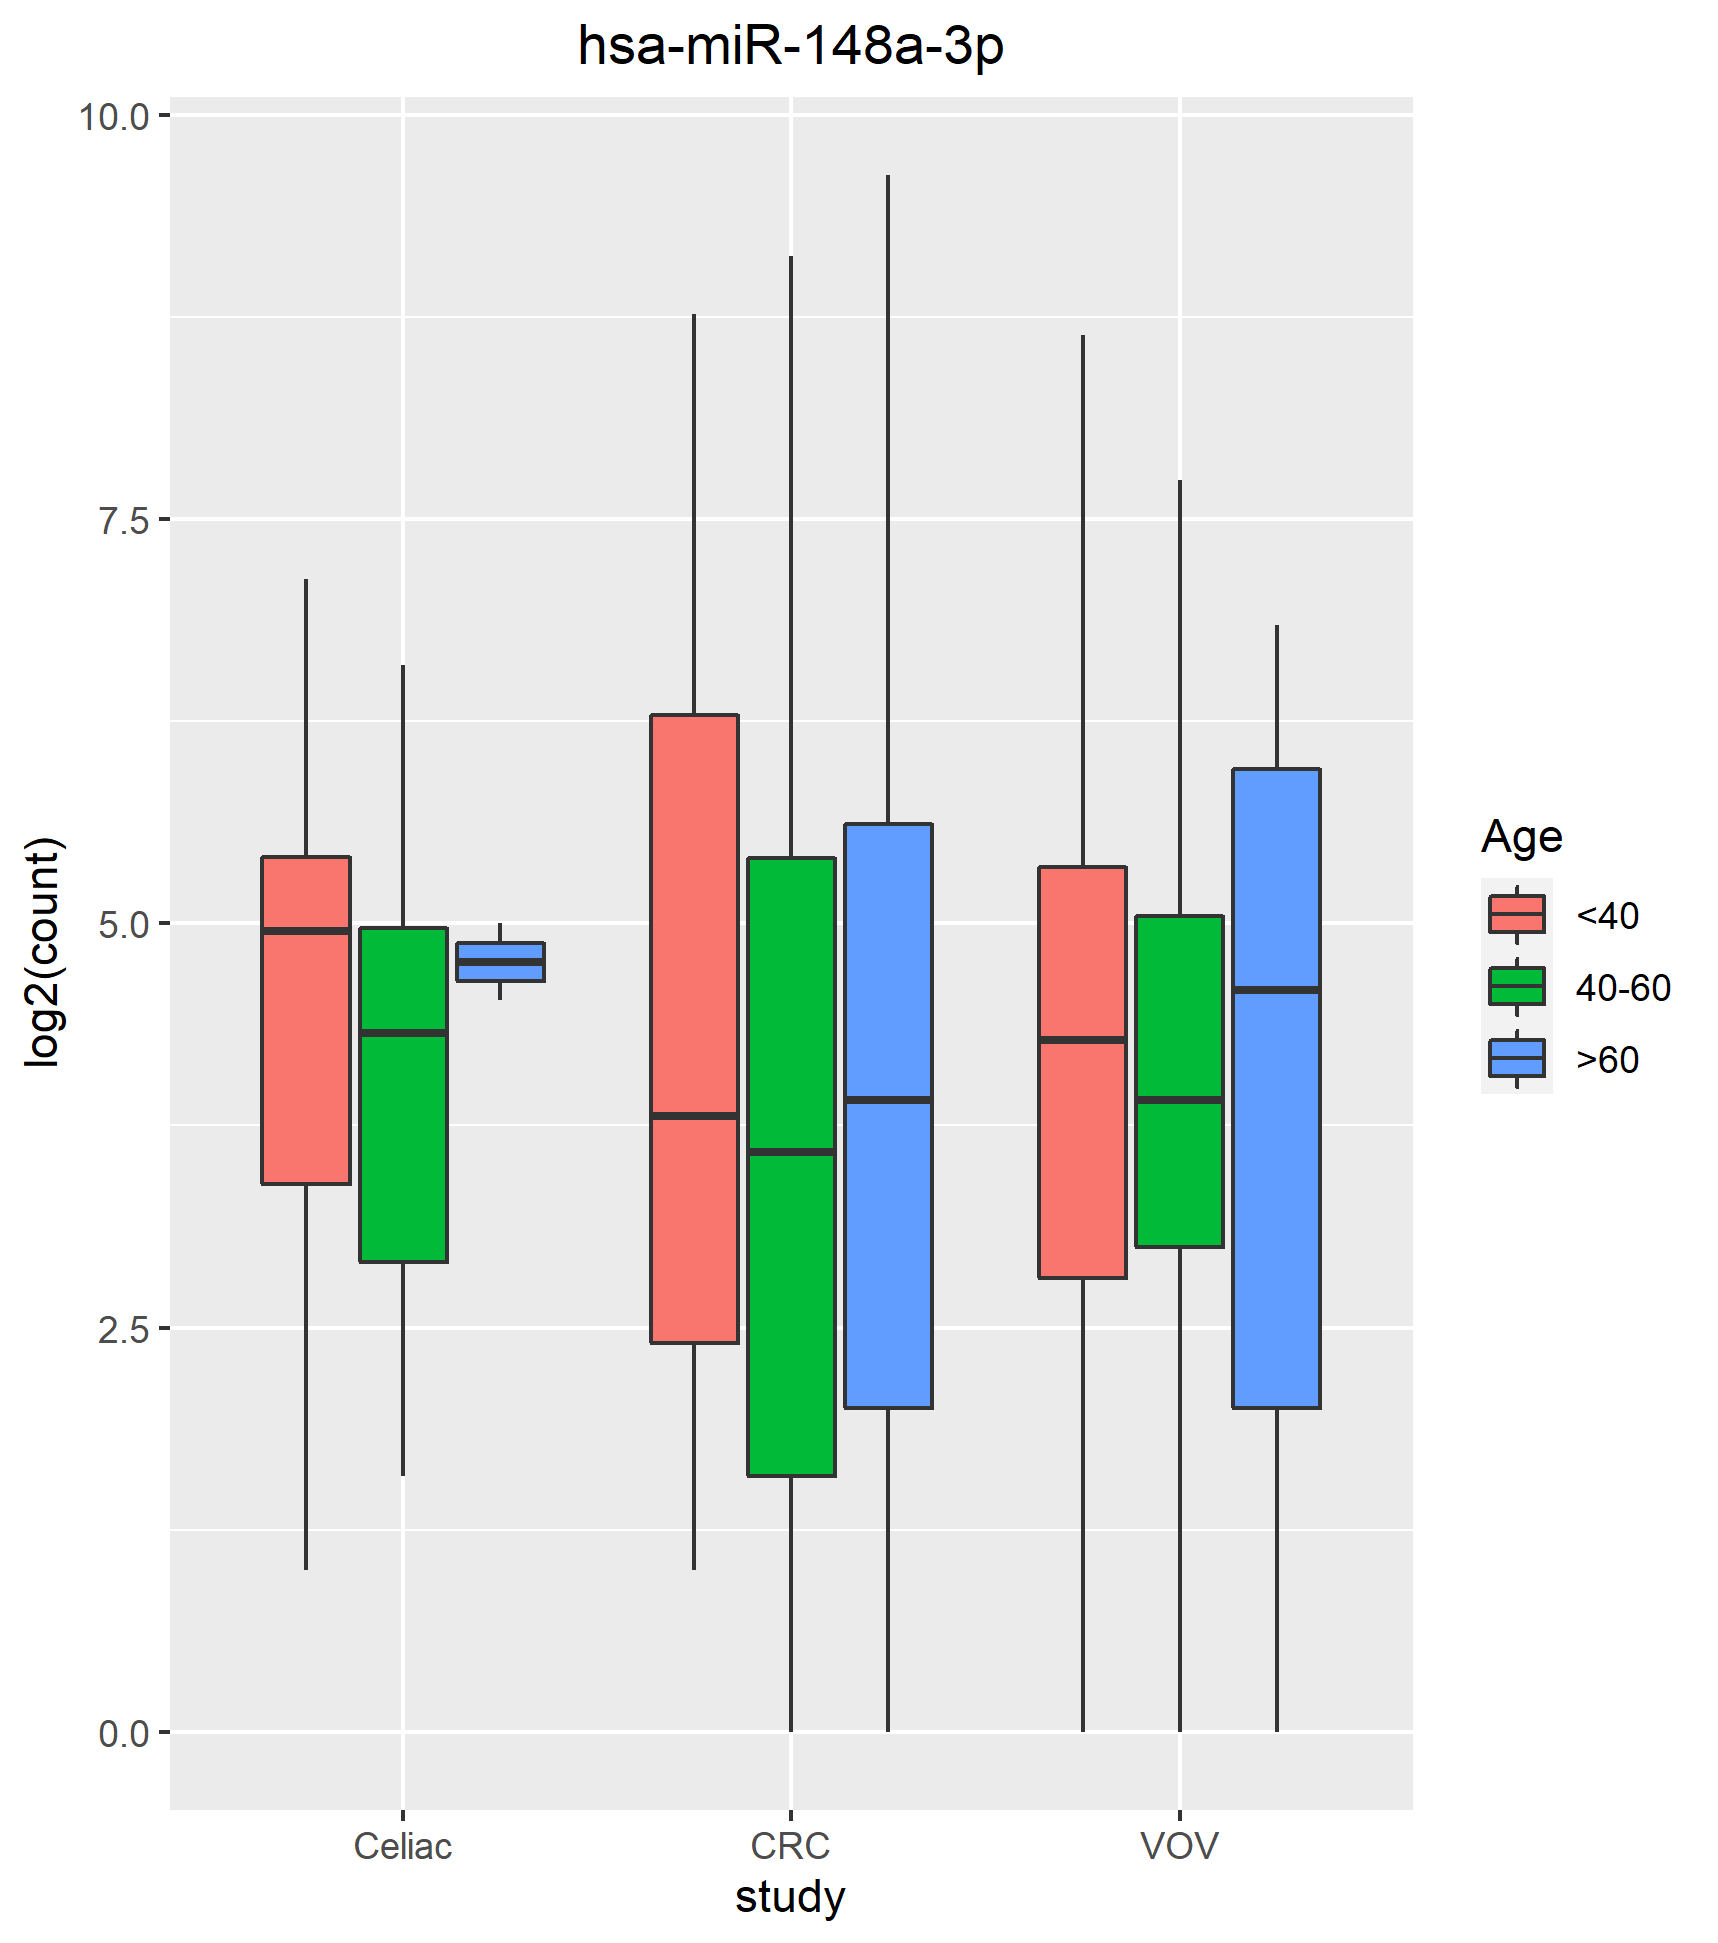 hsa-miR-148a-3p
10.0
7.5
5.0
2.5
0.0
log2(count)
Celiac
CRC
VOV
study
Age
<40
40-60
>60